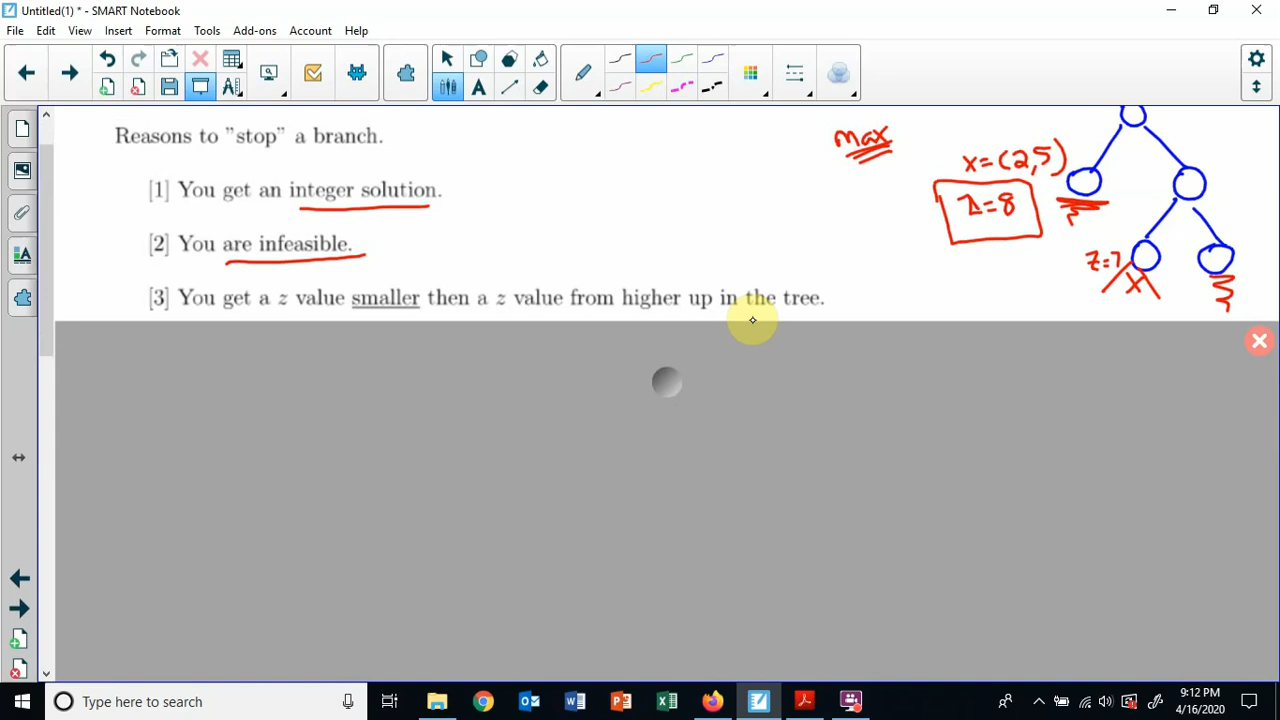 Untitled(1) * - SMART Notebook
File Edit View Insert Format Tools Add-ons Account Help
Reasons to "stop" a branch.
[1] You get an integer solution.
[2] You are infeasible.
[3] You get a z value smaller then a z value from higher up in the tree.
max
x=(2,5)
z=8
z=7
X
Type here to search
9:12 PM
4/16/2020